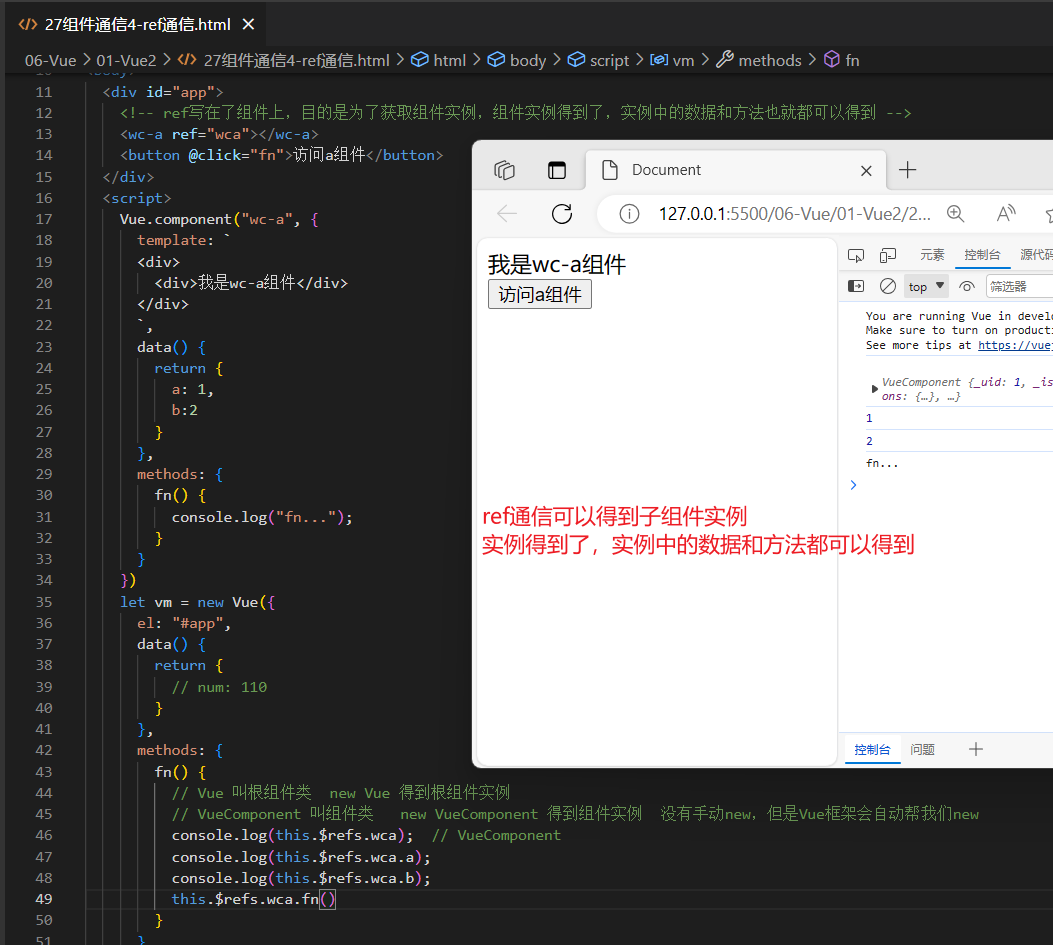 27组件通信4-ref通信.html
06-Vue > 01-Vue2 > 27组件通信4-ref通信.html > html > body > script > vm > methods > fn
11 <div id="app">
12 <!-- ref写在了组件上，目的是为了获取组件实例，组件实例得到了，实例中的数据和方法也就都可以得到 -->
13 <wc-a ref="wca"></wc-a>
14 <button @click="fn">访问a组件</button>
15 </div>
16 <script>
17 Vue.component("wc-a", {
18 template: `
19 <div>
20 <div>我是wc-a组件</div>
21 </div>
22 `,
23 data() {
24 return {
25 a: 1,
26 b:2
27 }
28 },
29 methods: {
30 fn() {
31 console.log("fn...");
32 }
33 }
34 })
35 let vm = new Vue({
36 el: "#app",
37 data() {
38 return {
39 // num: 110
40 }
41 },
42 methods: {
43 fn() {
44 // Vue 叫根组件类 new Vue 得到根组件实例
45 // VueComponent 叫组件类 new VueComponent 得到组件实例 没有手动new，但是Vue框架会自动帮我们new
46 console.log(this.$refs.wca); // VueComponent
47 console.log(this.$refs.wca.a);
48 console.log(this.$refs.wca.b);
49 this.$refs.wca.fn()
50 }
51 }
Document
127.0.0.1:5500/06-Vue/01-Vue2/2...
我是wc-a组件
访问a组件
元素 控制台 源代码
top 筛选器
You are running Vue in develo
Make sure to turn on producti
See more tips at https://vuej
VueComponent {_uid: 1, _is
ons: {…}, …}
1
2
fn...
ref通信可以得到子组件实例
实例得到了，实例中的数据和方法都可以得到
控制台 问题